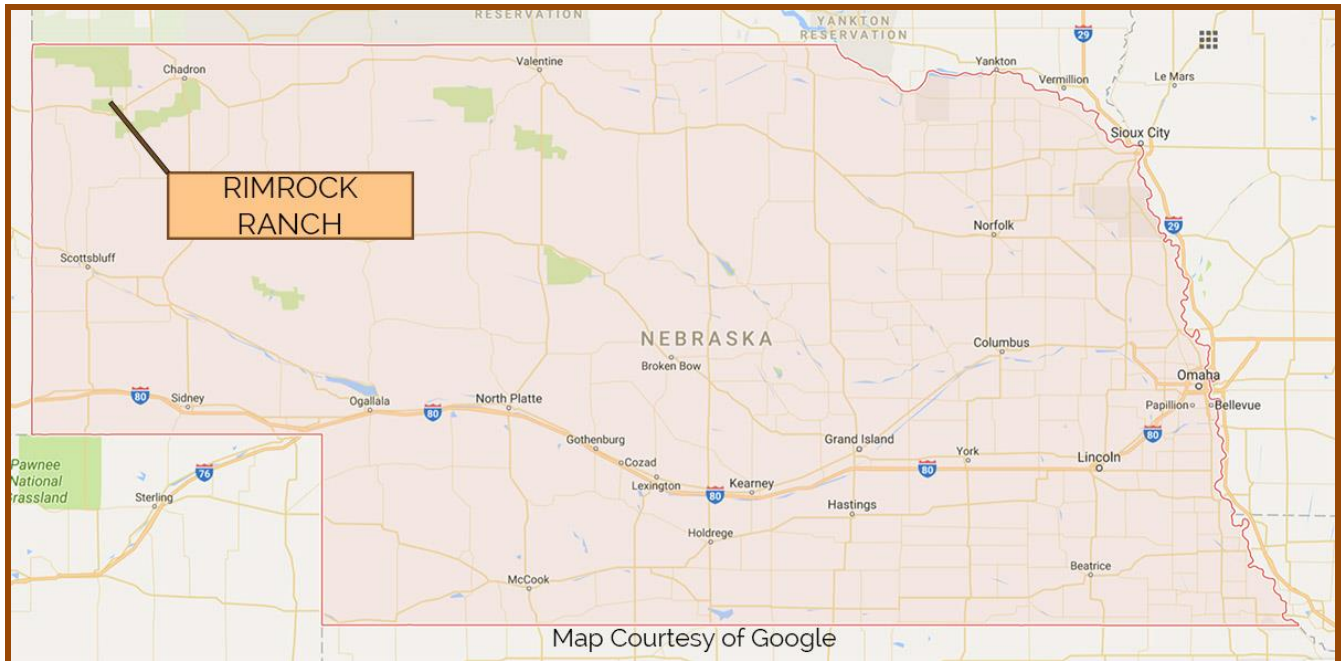 RESERVATION
YANKTON
RESERVATION
29
Chadron
Valentine
Yankton
Vermillion
Le Mars
Sioux City
RIMROCK
RANCH
Norfolk
29
Scottsbluff
NEBRASKA
Columbus
Broken Bow
Omaha
80
Sidney
Ogallala
80
North Platte
Papillion
Bellevue
80
Gothenburg
Grand Island
York
Lincoln
Pawnee
National
Grassland
76
Cozad
80
Sterling
Lexington
80
Kearney
Hastings
Holdrege
McCook
Beatrice
Map Courtesy of Google